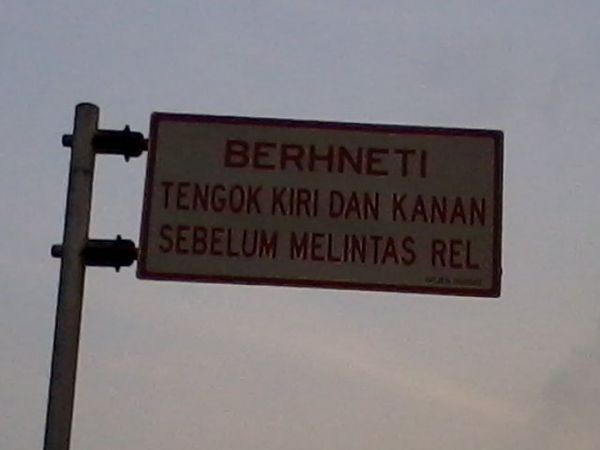 BERHNETI
TENGOK KIRI DAN KANAN
SEBELUM MELINTAS REL